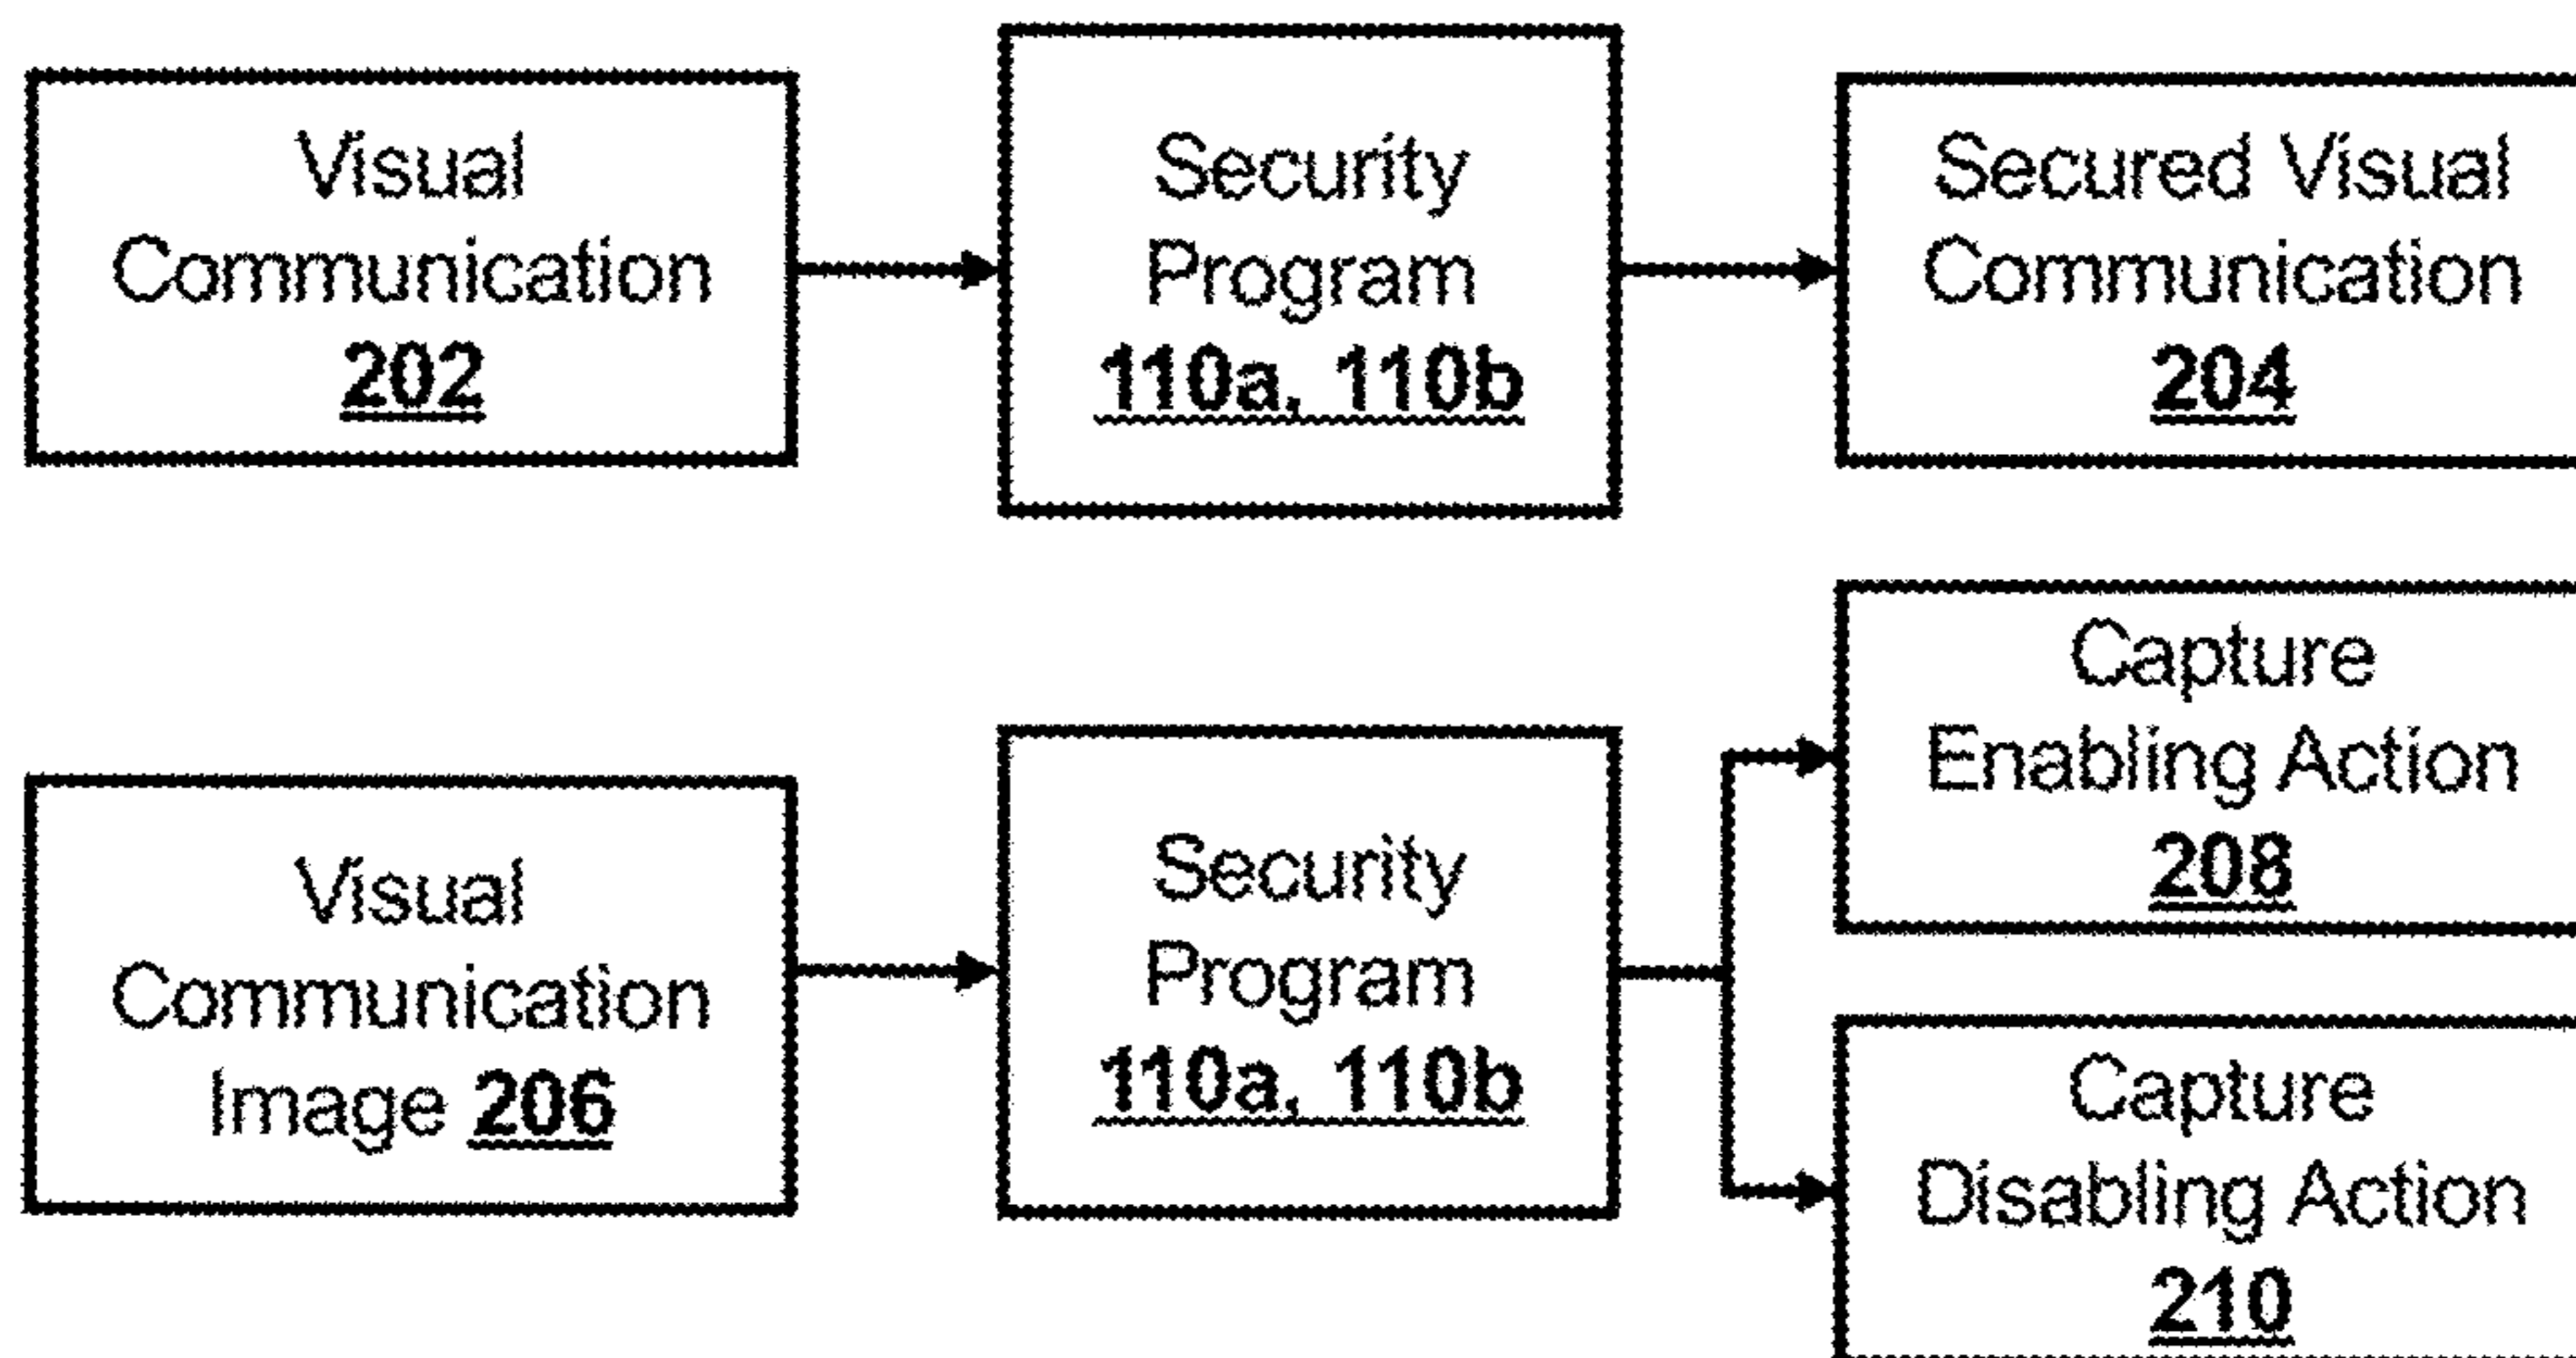 Visual
Communication
202
Security
Program
110a, 110b
Secured Visual
Communication
204
Visual
Communication
Image 206
Security
Program
110a, 110b
Capture
Enabling Action
208
Capture
Disabling Action
210